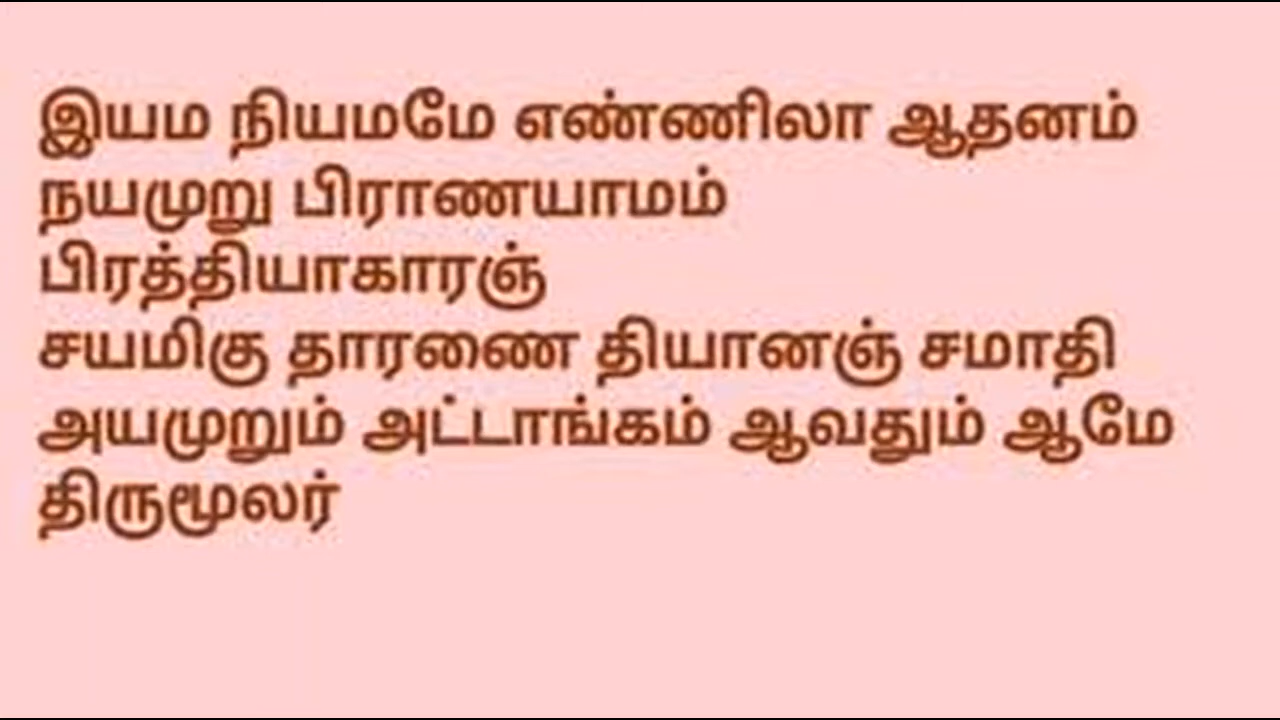 இயம நியமமே எண்ணிலா ஆதனம்
நயமுறு பிராணயாமம்
பிரத்தியாகாரஞ்
சயமிகு தாரணை தியானஞ் சமாதி
அயமுறும் அட்டாங்கம் ஆவதும் ஆமே
திருமூலர்